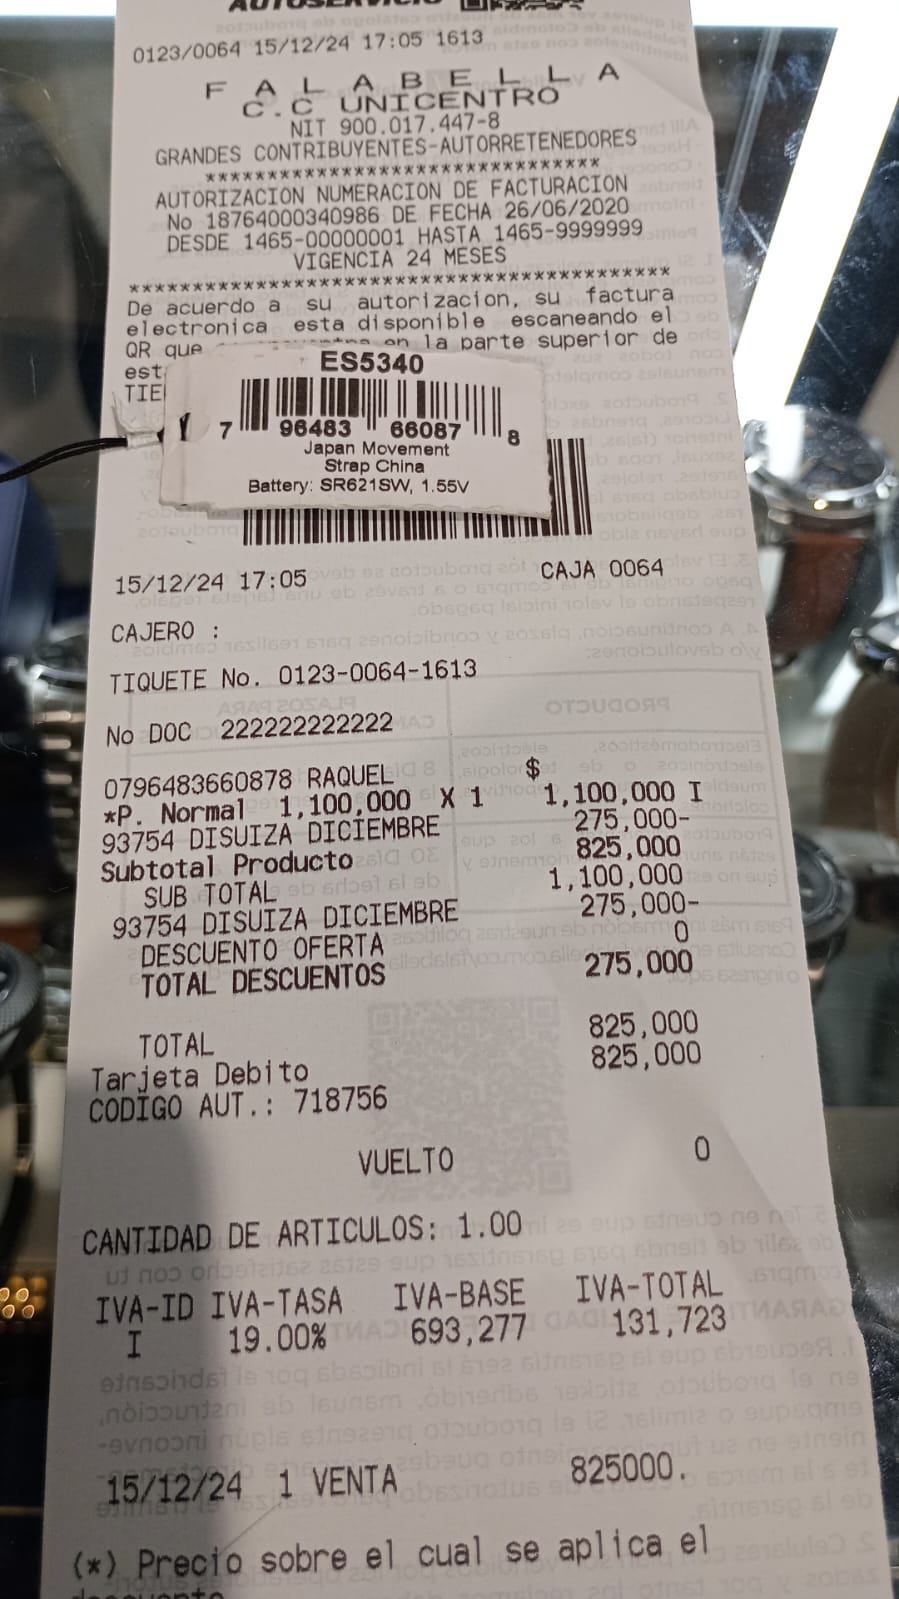 AUTOSERVICIO
0123/0064 15/12/24 17:05 1613
F A L A B E L L A
C.C UNICENTRO
NIT 900.017.447-8
GRANDES CONTRIBUYENTES-AUTORRETENEDORES
*******************************
AUTORIZACION NUMERACION DE FACTURACION
No 18764000340986 DE FECHA 26/06/2020
DESDE 1465-00000001 HASTA 1465-9999999
VIGENCIA 24 MESES
******************************************
De acuerdo a su autorizacion, su factura
electronica esta disponible escaneando el
QR que en la parte superior de
est
TIE
ES5340
7 96483 66087 8
Japan Movement
Strap China
Battery: SR621SW, 1.55V
15/12/24 17:05 CAJA 0064
CAJERO :
TIQUETE No. 0123-0064-1613
No DOC 222222222222
0796483660878 RAQUEL $
*P. Normal 1,100,000 X 1 1,100,000 I
93754 DISUIZA DICIEMBRE 275,000-
Subtotal Producto 825,000
SUB TOTAL 1,100,000
93754 DISUIZA DICIEMBRE 275,000-
DESCUENTO OFERTA 0
TOTAL DESCUENTOS 275,000
TOTAL 825,000
Tarjeta Debito 825,000
CODIGO AUT.: 718756
VUELTO 0
CANTIDAD DE ARTICULOS: 1.00
IVA-ID IVA-TASA IVA-BASE IVA-TOTAL
I 19.00% 693,277 131,723
15/12/24 1 VENTA 825000.
(*) Precio sobre el cual se aplica el